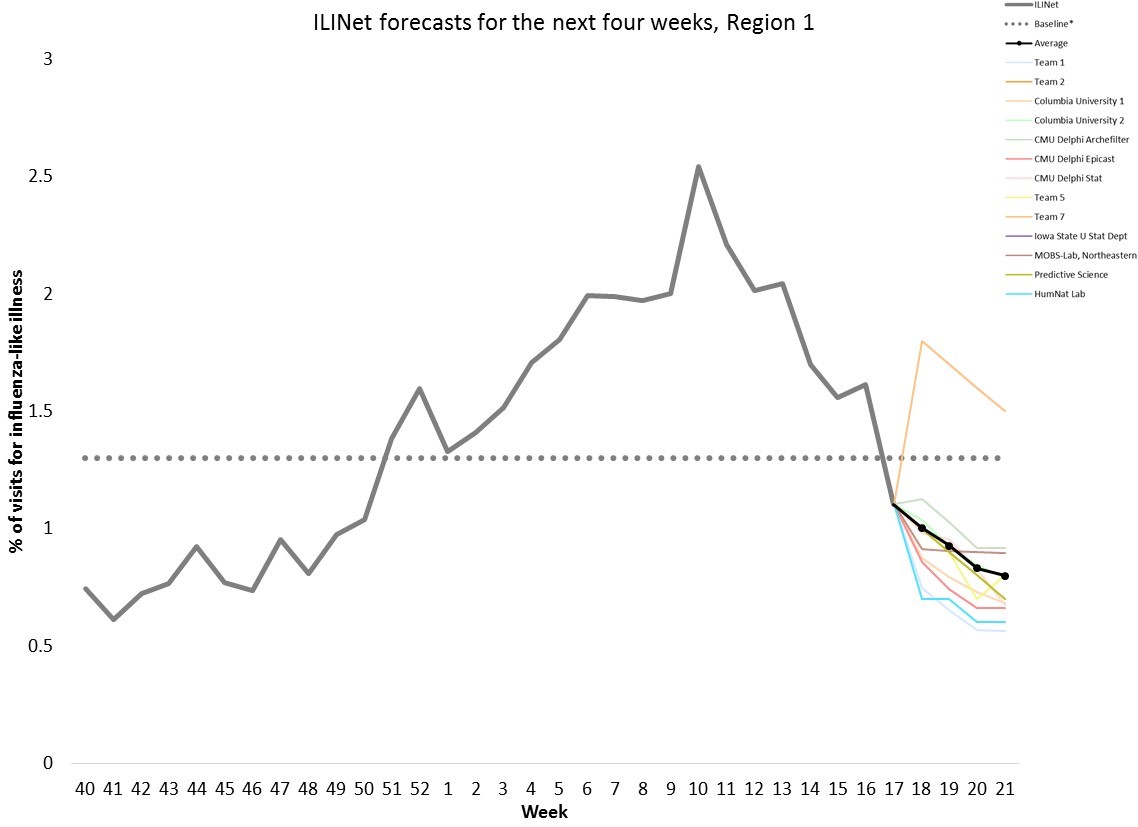 ILINet forecasts for the next four weeks, Region 1
ILINet
Baseline*
Average
Team 1
Team 2
Columbia University 1
Columbia University 2
CMU Delphi Archefilter
CMU Delphi Epicast
CMU Delphi Stat
Team 5
Team 7
Iowa State U Stat Dept
MOBS-Lab, Northeastern
Predictive Science
HumNat Lab
% of visits for influenza-like illness
3
2.5
2
1.5
1
0.5
0
40 41 42 43 44 45 46 47 48 49 50 51 52 1 2 3 4 5 6 7 8 9 10 11 12 13 14 15 16 17 18 19 20 21
Week